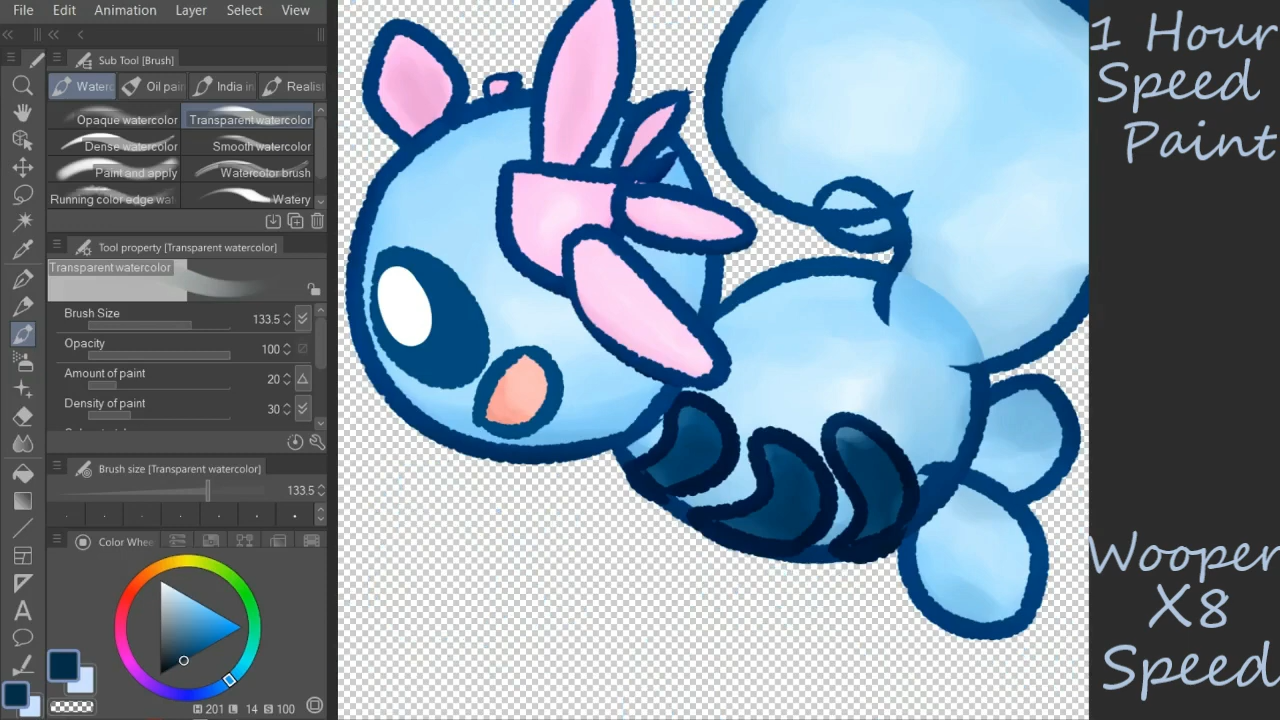 File Edit Animation Layer Select View
Sub Tool [Brush]
Waterc Oil pain India in Realis
Opaque watercolor Transparent watercolor
Dense watercolor Smooth watercolor
Paint and apply Watercolor brush
Running color edge wat Watery
Tool property [Transparent watercolor]
Transparent watercolor
Brush Size 133.5
Opacity 100
Amount of paint 20
Density of paint 30
Brush size [Transparent watercolor]
133.5
Color Whee
H 201 L 14 S 100
1 Hour
Speed
Paint
Wooper
X8
Speed